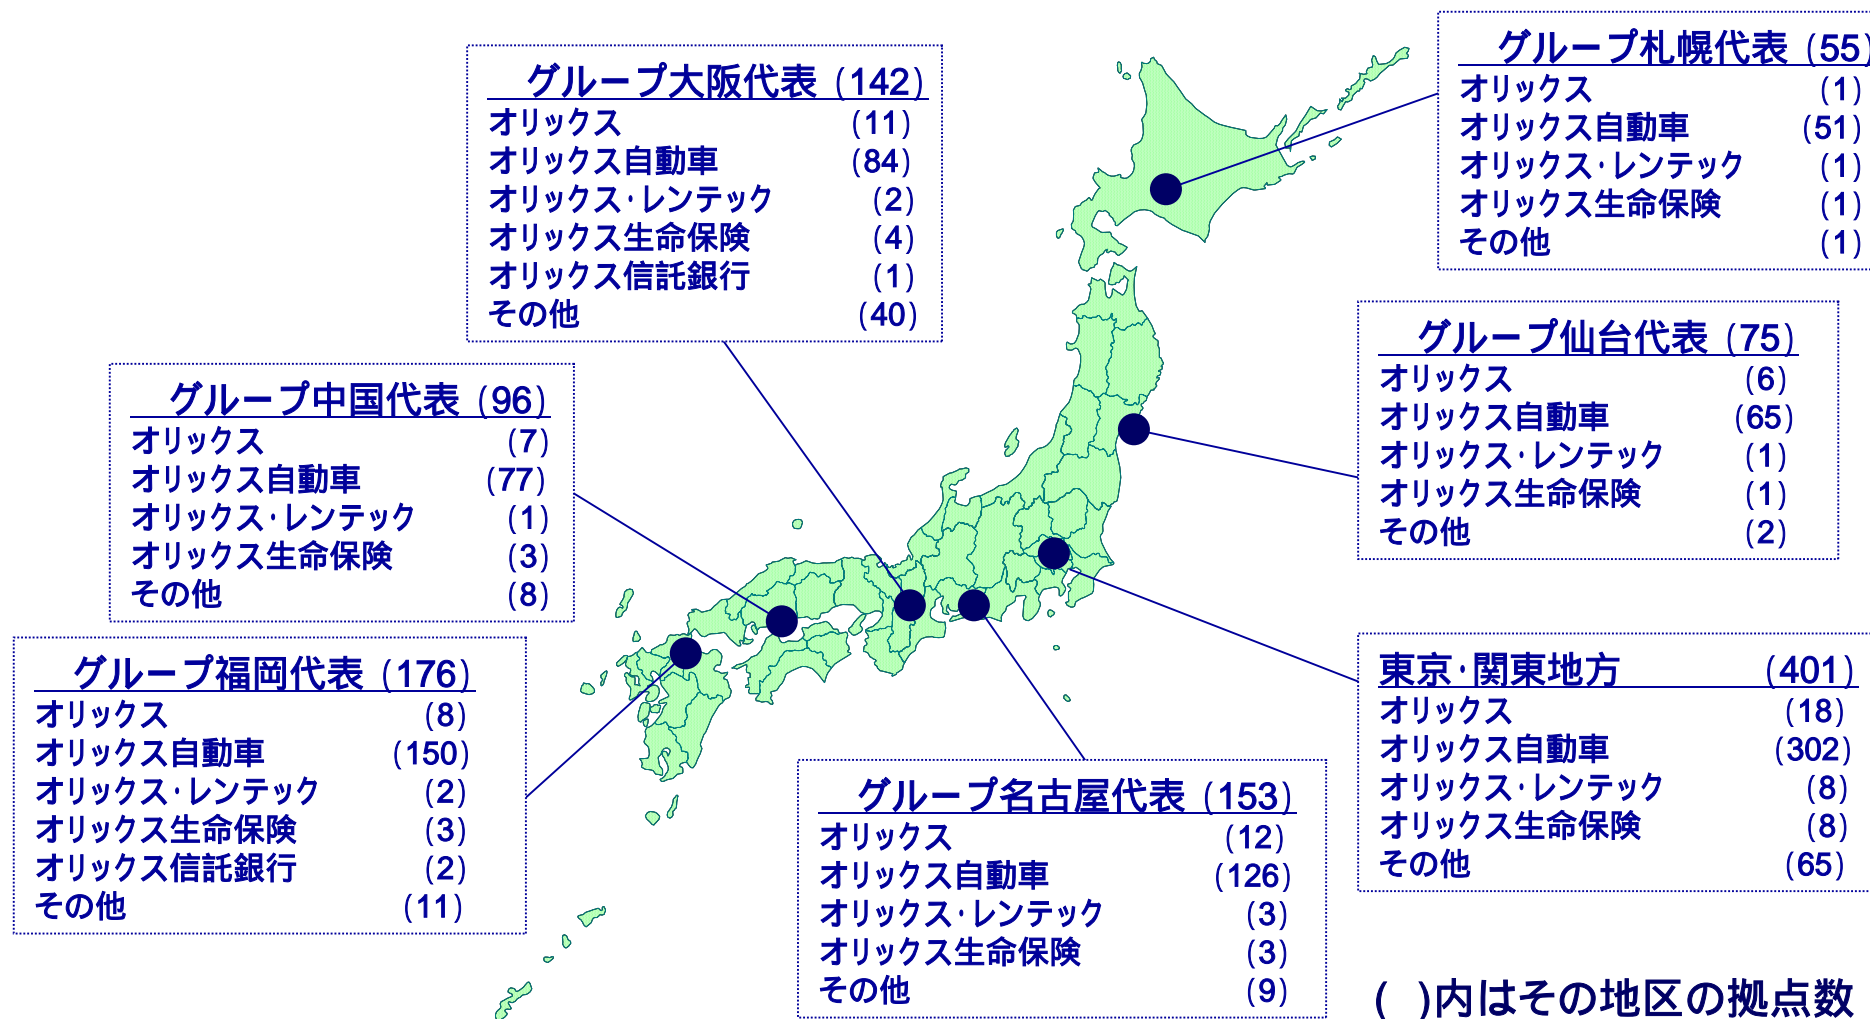 グループ大阪代表 (142)
オリックス (11)
オリックス自動車 (84)
オリックス・レンテック (2)
オリックス生命保険 (4)
オリックス信託銀行 (1)
その他 (40)
グループ札幌代表 (55)
オリックス (1)
オリックス自動車 (51)
オリックス・レンテック (1)
オリックス生命保険 (1)
その他 (1)
グループ仙台代表 (75)
オリックス (6)
オリックス自動車 (65)
オリックス・レンテック (1)
オリックス生命保険 (1)
その他 (2)
グループ中国代表 (96)
オリックス (7)
オリックス自動車 (77)
オリックス・レンテック (1)
オリックス生命保険 (3)
その他 (8)
グループ福岡代表 (176)
オリックス (8)
オリックス自動車 (150)
オリックス・レンテック (2)
オリックス生命保険 (3)
オリックス信託銀行 (2)
その他 (11)
東京・関東地方 (401)
オリックス (18)
オリックス自動車 (302)
オリックス・レンテック (8)
オリックス生命保険 (8)
その他 (65)
グループ名古屋代表 (153)
オリックス (12)
オリックス自動車 (126)
オリックス・レンテック (3)
オリックス生命保険 (3)
その他 (9)
( )内はその地区の拠点数